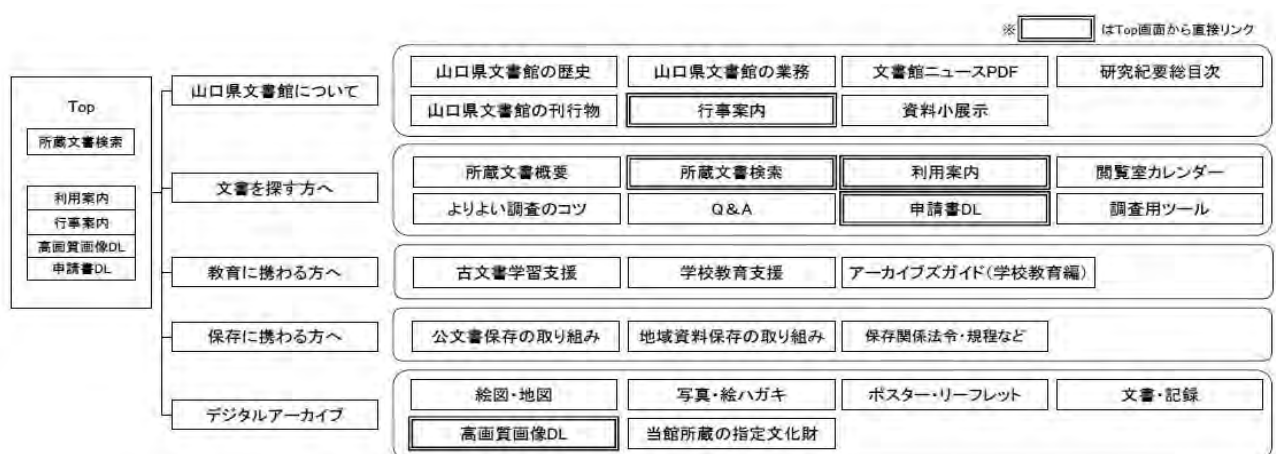 ※ はTop画面から直接リンク
Top
所蔵文書検索
利用案内
行事案内
高画質画像DL
申請書DL
山口県文書館について
山口県文書館の歴史 山口県文書館の業務 文書館ニュースPDF 研究紀要総目次
山口県文書館の刊行物 行事案内 資料小展示
文書を探す方へ
所蔵文書概要 所蔵文書検索 利用案内 閲覧室カレンダー
よりよい調査のコツ Q&A 申請書DL 調査用ツール
教育に携わる方へ
古文書学習支援 学校教育支援 アーカイブズガイド(学校教育編)
保存に携わる方へ
公文書保存の取り組み 地域資料保存の取り組み 保存関係法令・規程など
デジタルアーカイブ
絵図・地図 写真・絵ハガキ ポスター・リーフレット 文書・記録
高画質画像DL 当館所蔵の指定文化財